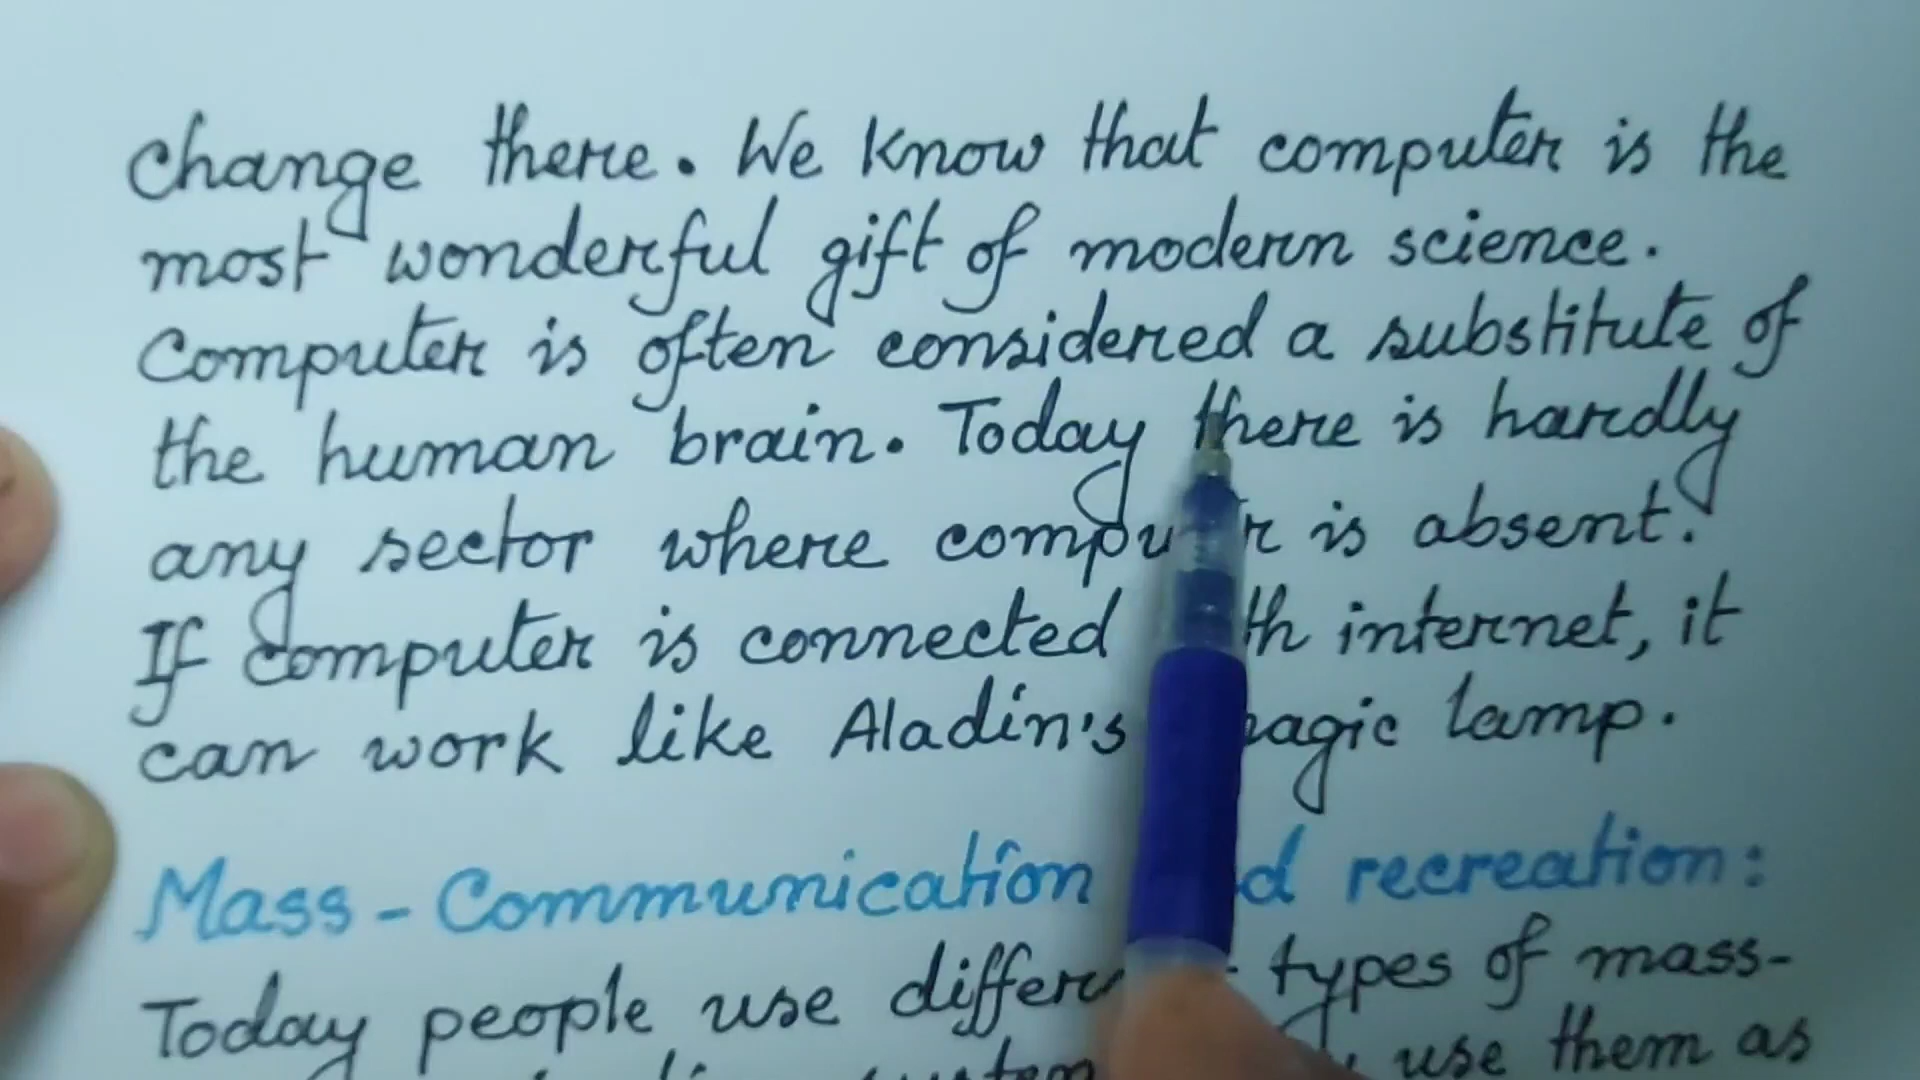 change there. We know that computer is the
most wonderful gift of modern science.
Computer is often considered a substitute of
the human brain. Today there is hardly
any sector where is absent.
If computer is connected internet, it
can work like Aladin's lamp.
Mass-Communication recreation:
Today people use types of mass-
use them as